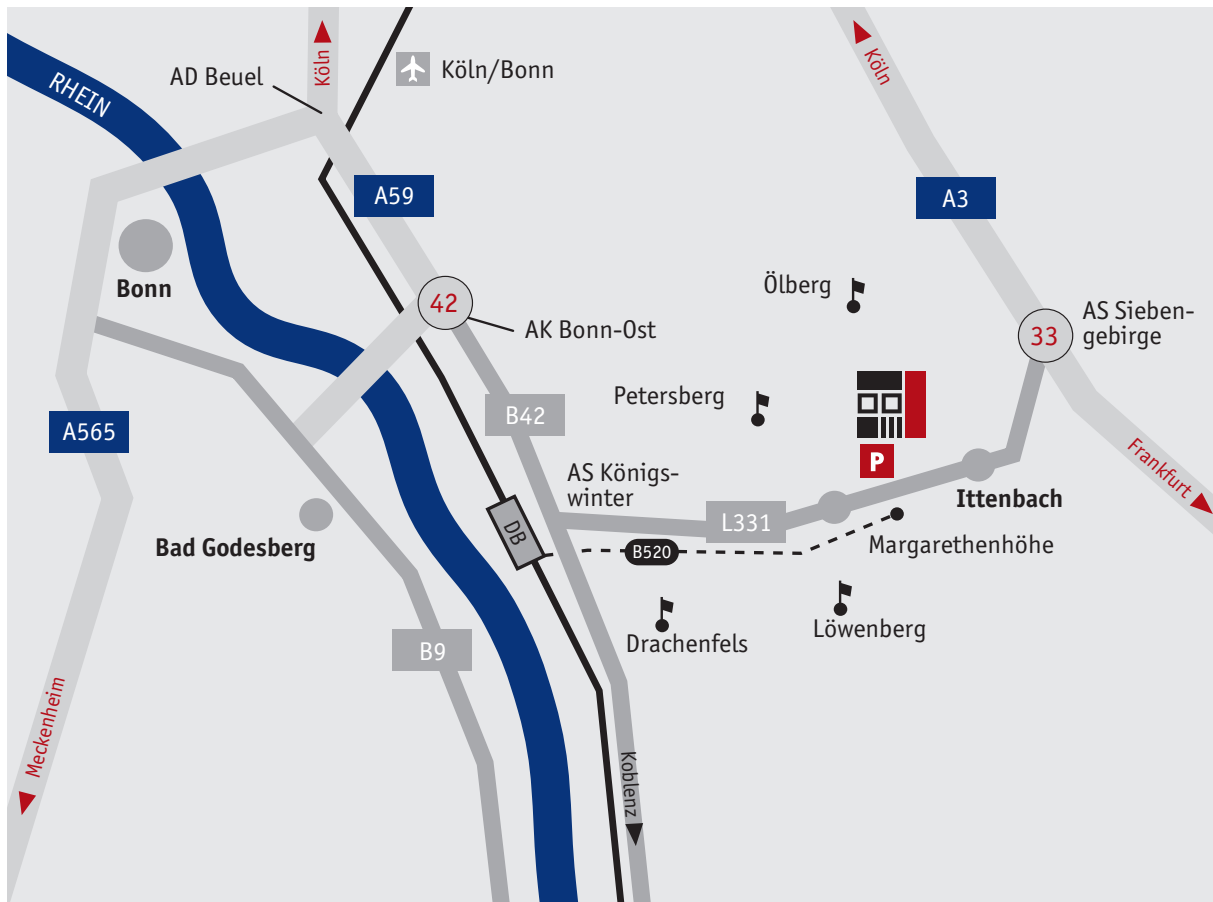 RHEIN
AD Beuel
Köln
Köln/Bonn
Köln
A59
A3
Bonn
Ölberg
42
AK Bonn-Ost
33
AS Sieben-
gebirge
Petersberg
B42
A565
P
Frankfurt
AS Königs-
winter
Ittenbach
L331
DB
B520
Margarethenhöhe
Bad Godesberg
Drachenfels
Löwenberg
B9
Meckenheim
Koblenz